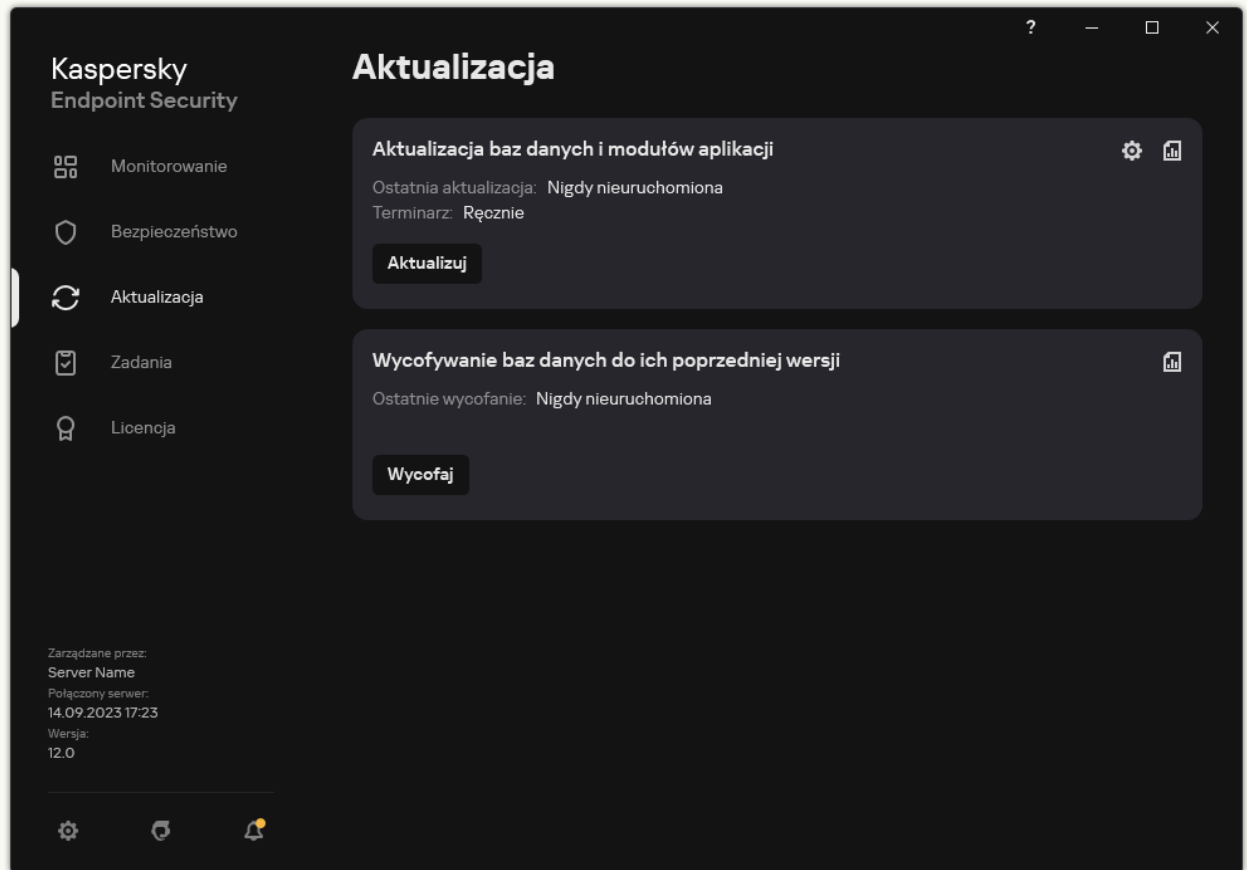 ?
Kaspersky
Endpoint Security
Monitorowanie
Bezpieczeństwo
Aktualizacja
Zadania
Licencja
Zarządzane przez:
Server Name
Połączony serwer:
14.09.2023 17:23
Wersja:
12.0
Aktualizacja
Aktualizacja baz danych i modułów aplikacji
Ostatnia aktualizacja: Nigdy nieuruchomiona
Terminarz: Ręcznie
Aktualizuj
Wycofywanie baz danych do ich poprzedniej wersji
Ostatnie wycofanie: Nigdy nieuruchomiona
Wycofaj